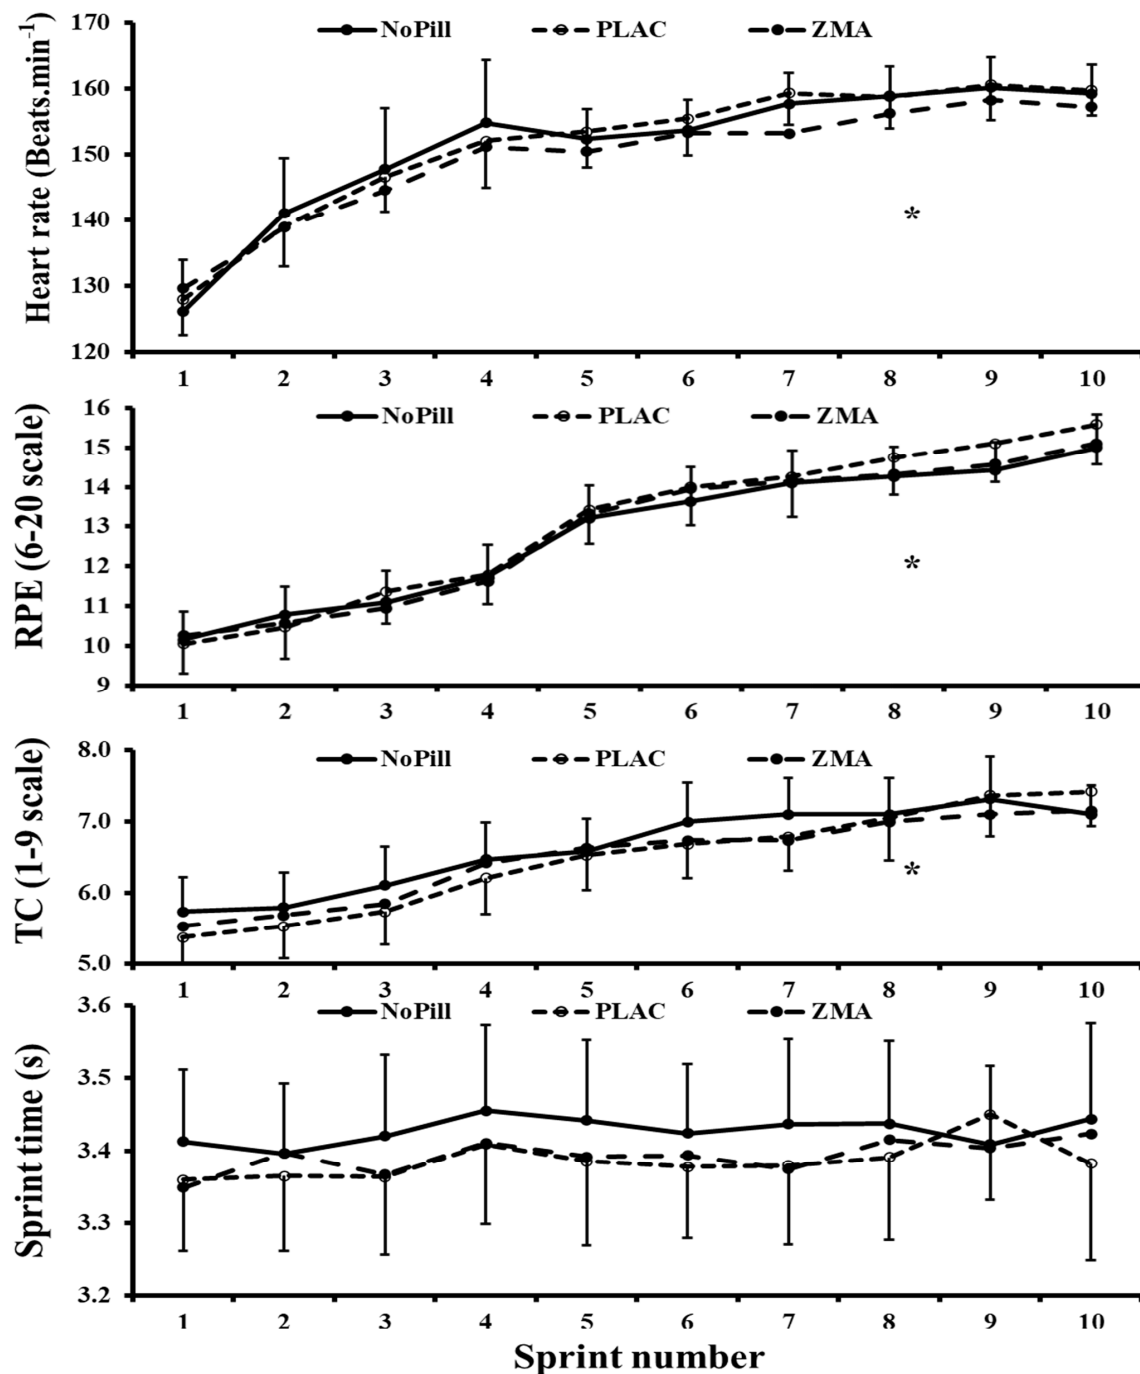 Heart rate (Beats.min-1)
NoPill PLAC ZMA
170
160
150
140
130
120
*
1 2 3 4 5 6 7 8 9 10
RPE (6-20 scale)
NoPill PLAC ZMA
16
15
14
13
12
11
10
9
*
1 2 3 4 5 6 7 8 9 10
TC (1-9 scale)
NoPill PLAC ZMA
8.0
7.0
6.0
5.0
*
1 2 3 4 5 6 7 8 9 10
Sprint time (s)
NoPill PLAC ZMA
3.6
3.5
3.4
3.3
3.2
1 2 3 4 5 6 7 8 9 10
Sprint number